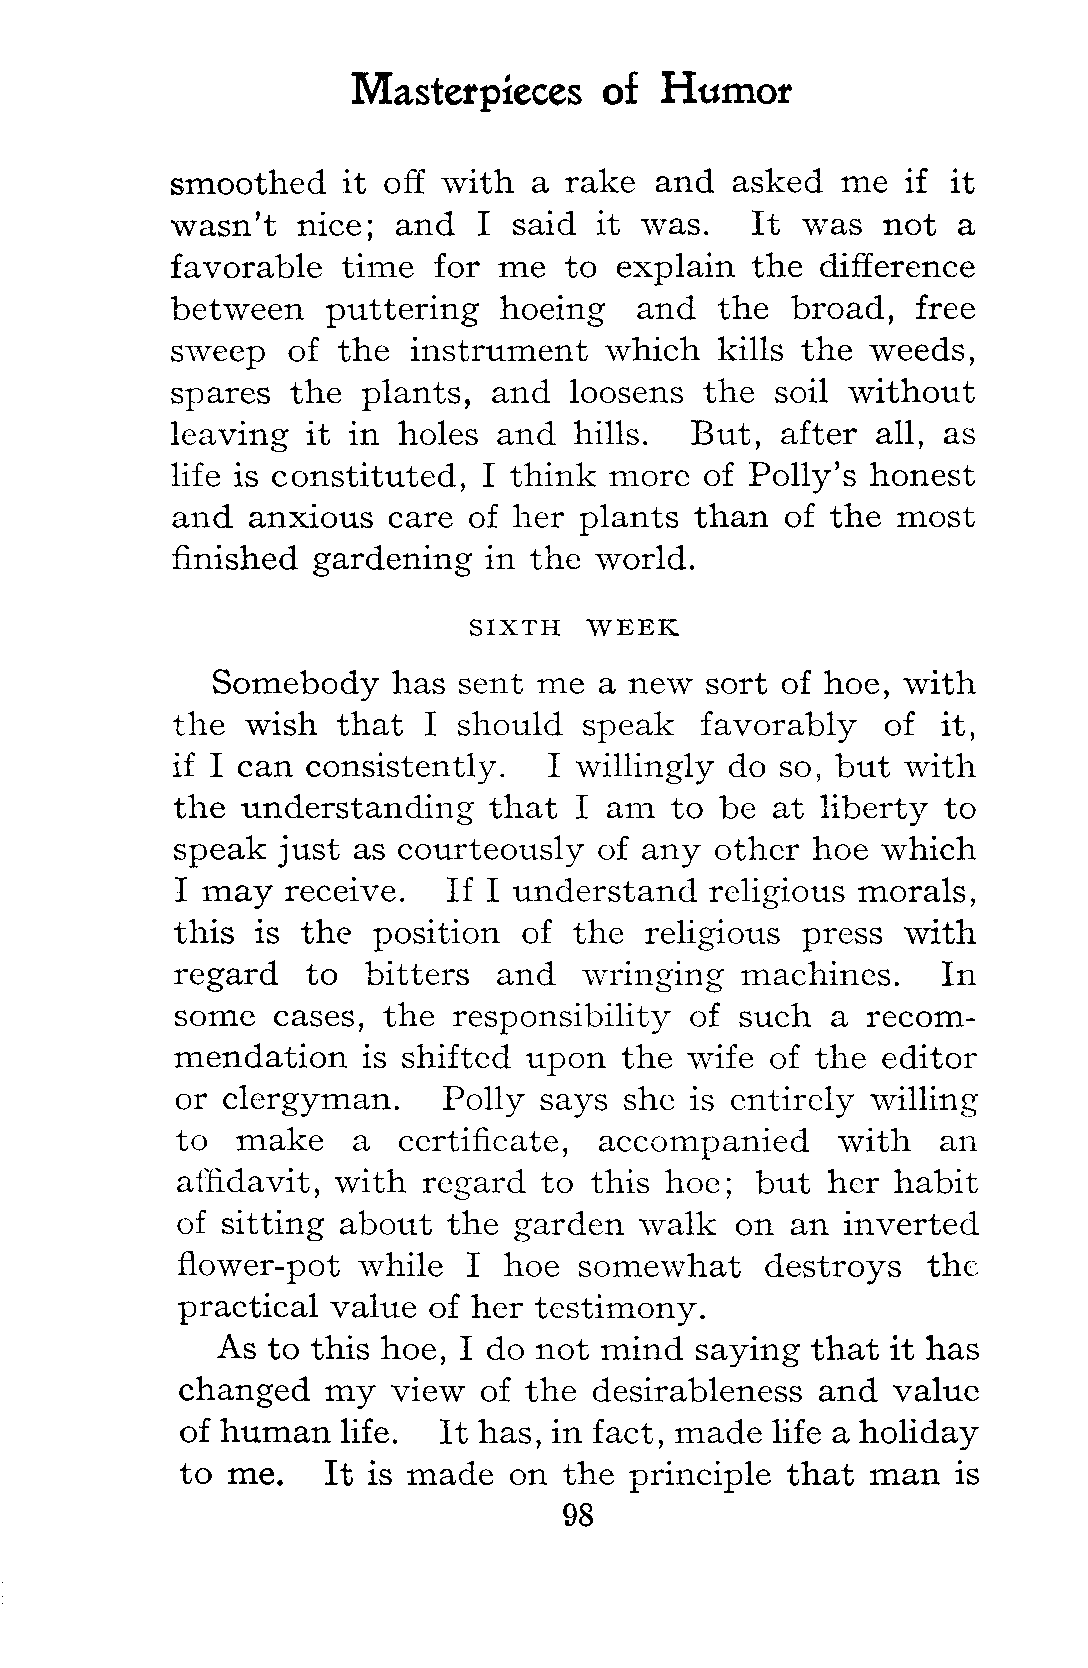 Masterpieces of Humor
smoothed it off with a rake and asked me if it
wasn't nice; and I said it was. It was not a
favorable time for me to explain the difference
between puttering hoeing and the broad, free
sweep of the instrument which kills the weeds,
spares the plants, and loosens the soil without
leaving it in holes and hills. But, after all, as
life is constituted, I think more of Polly's honest
and anxious care of her plants than of the most
finished gardening in the world.
SIXTH WEEK
Somebody has sent me a new sort of hoe, with
the wish that I should speak favorably of it,
if I can consistently. I willingly do so, but with
the understanding that I am to be at liberty to
speak just as courteously of any other hoe which
I may receive. If I understand religious morals,
this is the position of the religious press with
regard to bitters and wringing machines. In
some cases, the responsibility of such a recom-
mendation is shifted upon the wife of the editor
or clergyman. Polly says she is entirely willing
to make a certificate, accompanied with an
affidavit, with regard to this hoe; but her habit
of sitting about the garden walk on an inverted
flower-pot while I hoe somewhat destroys the
practical value of her testimony.
As to this hoe, I do not mind saying that it has
changed my view of the desirableness and value
of human life. It has, in fact, made life a holiday
to me. It is made on the principle that man is
98